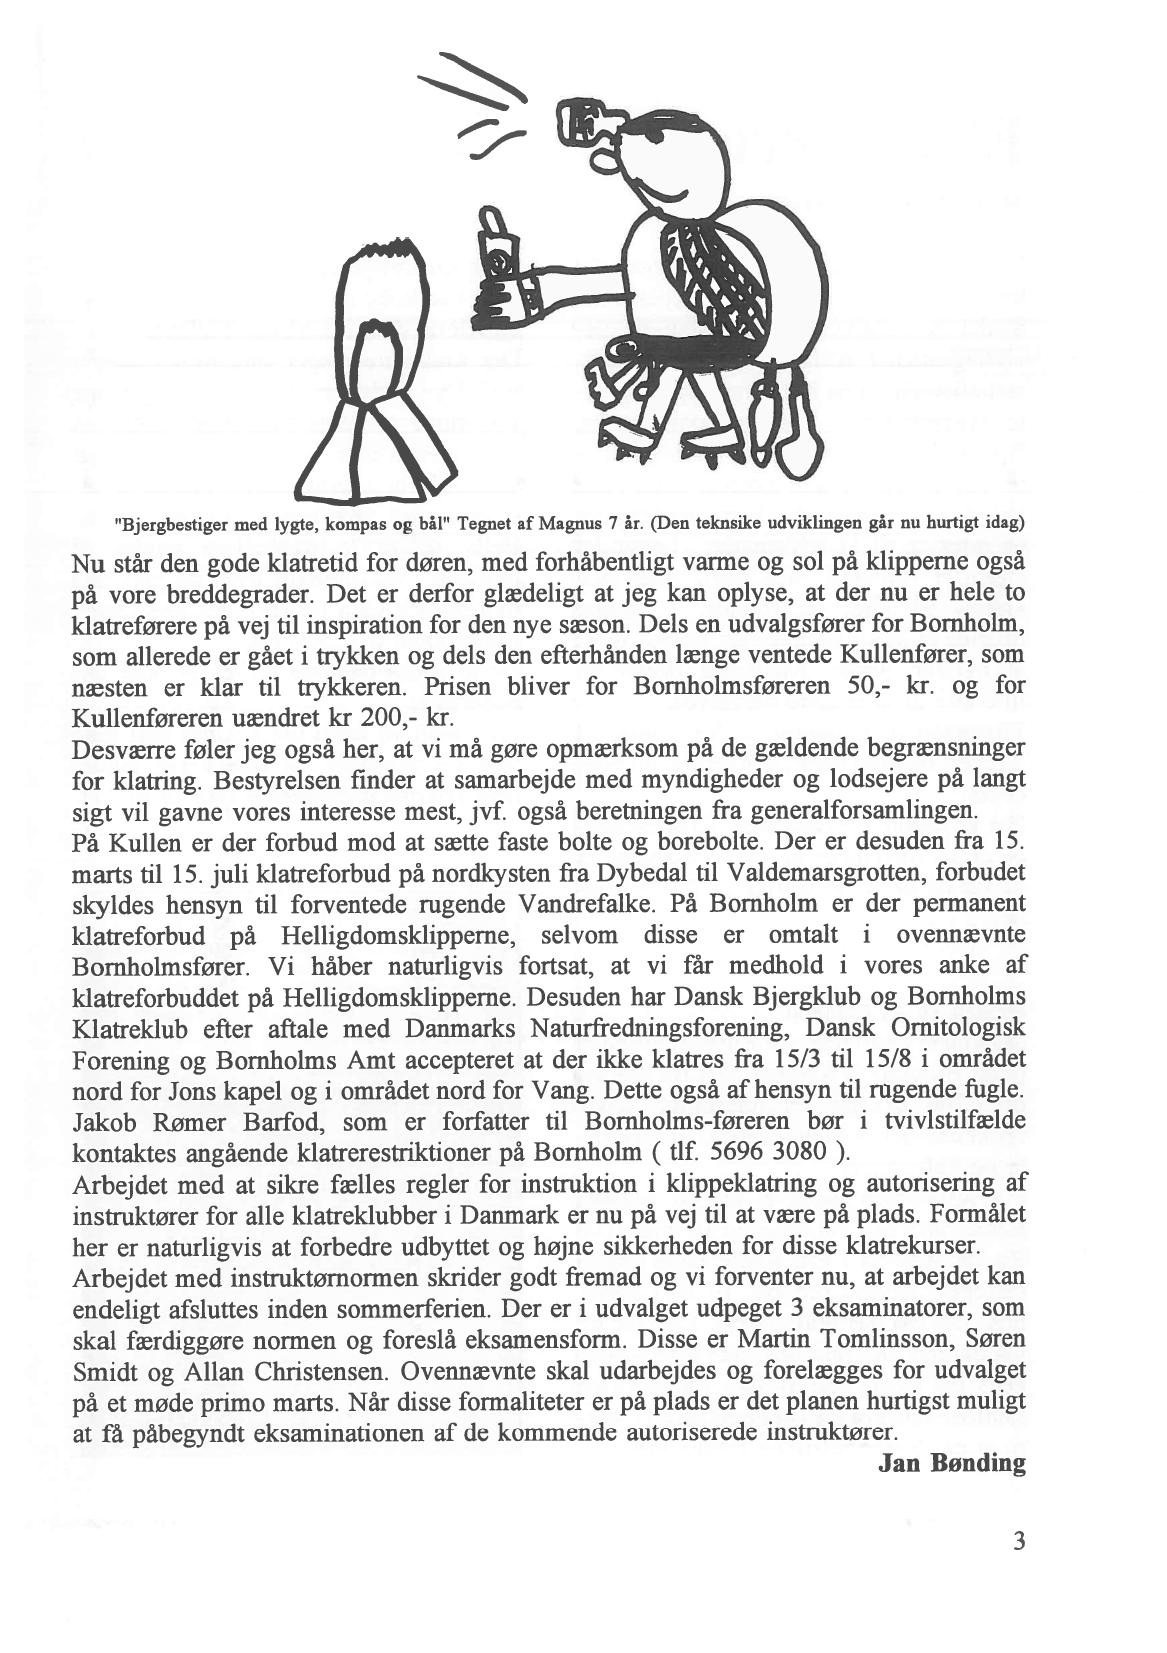 "Bjergbestiger med lygte, kompas og bål" Tegnet af Magnus 7 år. (Den teknsike udviklingen går nu hurtigt idag)
Nu står den gode klatretid for døren, med forhåbentligt varme og sol på klipperne også
på vore breddegrader. Det er derfor glædeligt at jeg kan oplyse, at der nu er hele to
klatreførere på vej til inspiration for den nye sæson. Dels en udvalgsfører for Bornholm,
som allerede er gået i trykken og dels den efterhånden længe ventede Kullenfører, som
næsten er klar til trykkeren. Prisen bliver for Bornholmsføreren 50,- kr. og for
Kullenføreren uændret kr 200,- kr.
Desværre føler jeg også her, at vi må gøre opmærksom på de gældende begrænsninger
for klatring. Bestyrelsen finder at samarbejde med myndigheder og lodsejere på langt
sigt vil gavne vores interesse mest, jvf. også beretningen fra generalforsamlingen.
På Kullen er der forbud mod at sætte faste bolte og borebolte. Der er desuden fra 15.
marts til 15. juli klatreforbud på nordkysten fra Dybedal til Valdemarsgrotten, forbudet
skyldes hensyn til forventede rugende Vandrefalke. På Bornholm er der permanent
klatreforbud på Helligdomsklipperne, selvom disse er omtalt i ovennævnte
Bornholmsfører. Vi håber naturligvis fortsat, at vi får medhold i vores anke af
klatreforbuddet på Helligdomsklipperne. Desuden har Dansk Bjergklub og Bornholms
Klatreklub efter aftale med Danmarks Naturfredningsforening, Dansk Ornitologisk
Forening og Bornholms Amt accepteret at der ikke klatres fra 15/3 til 15/8 i området
nord for Jons kapel og i området nord for Vang. Dette også af hensyn til rugende fugle.
Jakob Rømer Barfod, som er forfatter til Bornholms-føreren bør i tvivlstilfælde
kontaktes angående klatrerestriktioner på Bornholm ( tlf. 5696 3080 ).
Arbejdet med at sikre fælles regler for instruktion i klippeklatring og autorisering af
instruktører for alle klatreklubber i Danmark er nu på vej til at være på plads. Formålet
her er naturligvis at forbedre udbyttet og højne sikkerheden for disse klatrekurser.
Arbejdet med instruktørnormen skrider godt fremad og vi forventer nu, at arbejdet kan
endeligt afsluttes inden sommerferien. Der er i udvalget udpeget 3 eksaminatorer, som
skal færdiggøre normen og foreslå eksamensform. Disse er Martin Tomlinsson, Søren
Smidt og Allan Christensen. Ovennævnte skal udarbejdes og forelægges for udvalget
på et møde primo marts. Når disse formaliteter er på plads er det planen hurtigst muligt
at få påbegyndt eksaminationen af de kommende autoriserede instruktører.
Jan Bønding
3